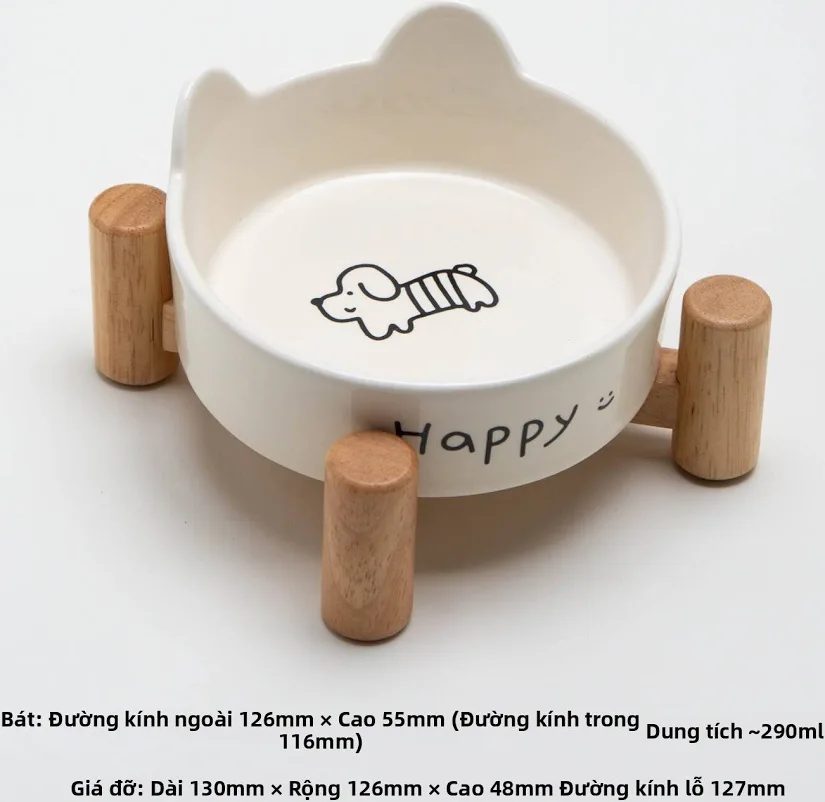 Happy
Bát: Đường kính ngoài 126mm × Cao 55mm (Đường kính trong
116mm)
Dung tích ~290ml
Giá đỡ: Dài 130mm × Rộng 126mm × Cao 48mm Đường kính lỗ 127mm